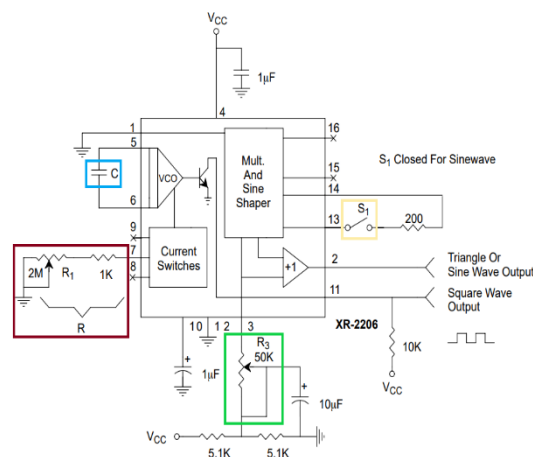 VCC
1µF
4
1
16
5
VCO
Mult.
And
Sine
Shaper
15
S1 Closed For Sinewave
C
14
6
13
S1
200
9
Current
Switches
7
8
2M
R1
1K
R
+1
2
Triangle Or
Sine Wave Output
11
Square Wave
Output
XR-2206
10
1 2
3
+
1µF
R3
50K
+
10µF
10K
VCC
VCC
5.1K
5.1K